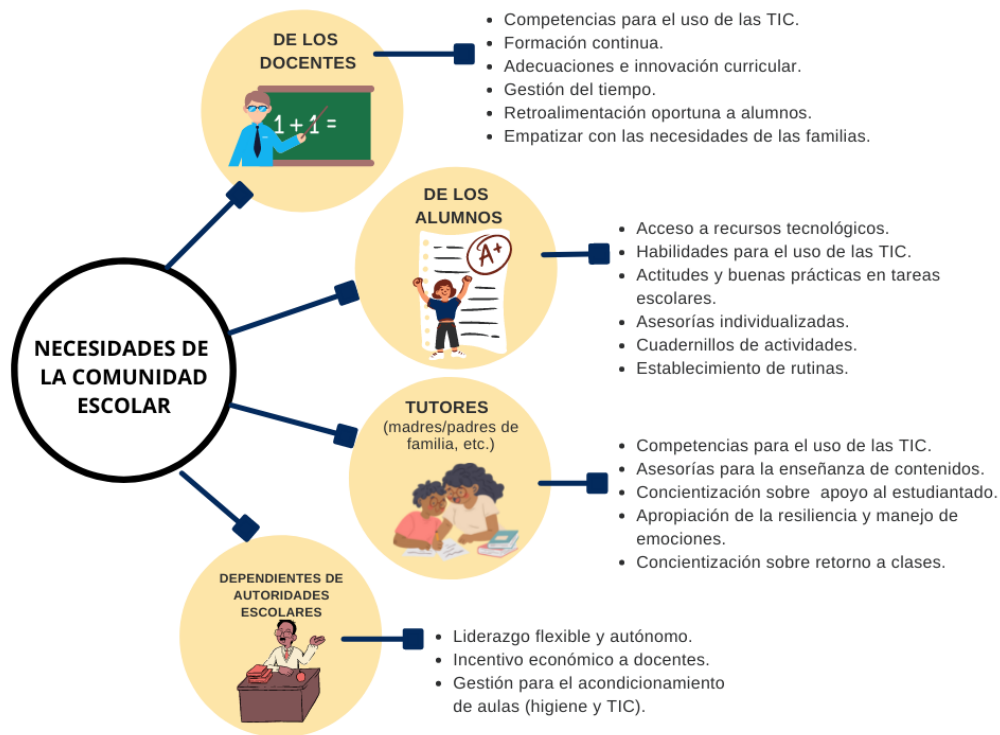 NECESIDADES DE
LA COMUNIDAD
ESCOLAR
DE LOS
DOCENTES
1 + 1 =
• Competencias para el uso de las TIC.
• Formación continua.
• Adecuaciones e innovación curricular.
• Gestión del tiempo.
• Retroalimentación oportuna a alumnos.
• Empatizar con las necesidades de las familias.
DE LOS
ALUMNOS
A+
• Acceso a recursos tecnológicos.
• Habilidades para el uso de las TIC.
• Actitudes y buenas prácticas en tareas
escolares.
• Asesorías individualizadas.
• Cuadernillos de actividades.
• Establecimiento de rutinas.
TUTORES
(madres/padres de
familia, etc.)
• Competencias para el uso de las TIC.
• Asesorías para la enseñanza de contenidos.
• Concientización sobre apoyo al estudiantado.
• Apropiación de la resiliencia y manejo de
emociones.
• Concientización sobre retorno a clases.
DEPENDIENTES DE
AUTORIDADES
ESCOLARES
• Liderazgo flexible y autónomo.
• Incentivo económico a docentes.
• Gestión para el acondicionamiento
de aulas (higiene y TIC).